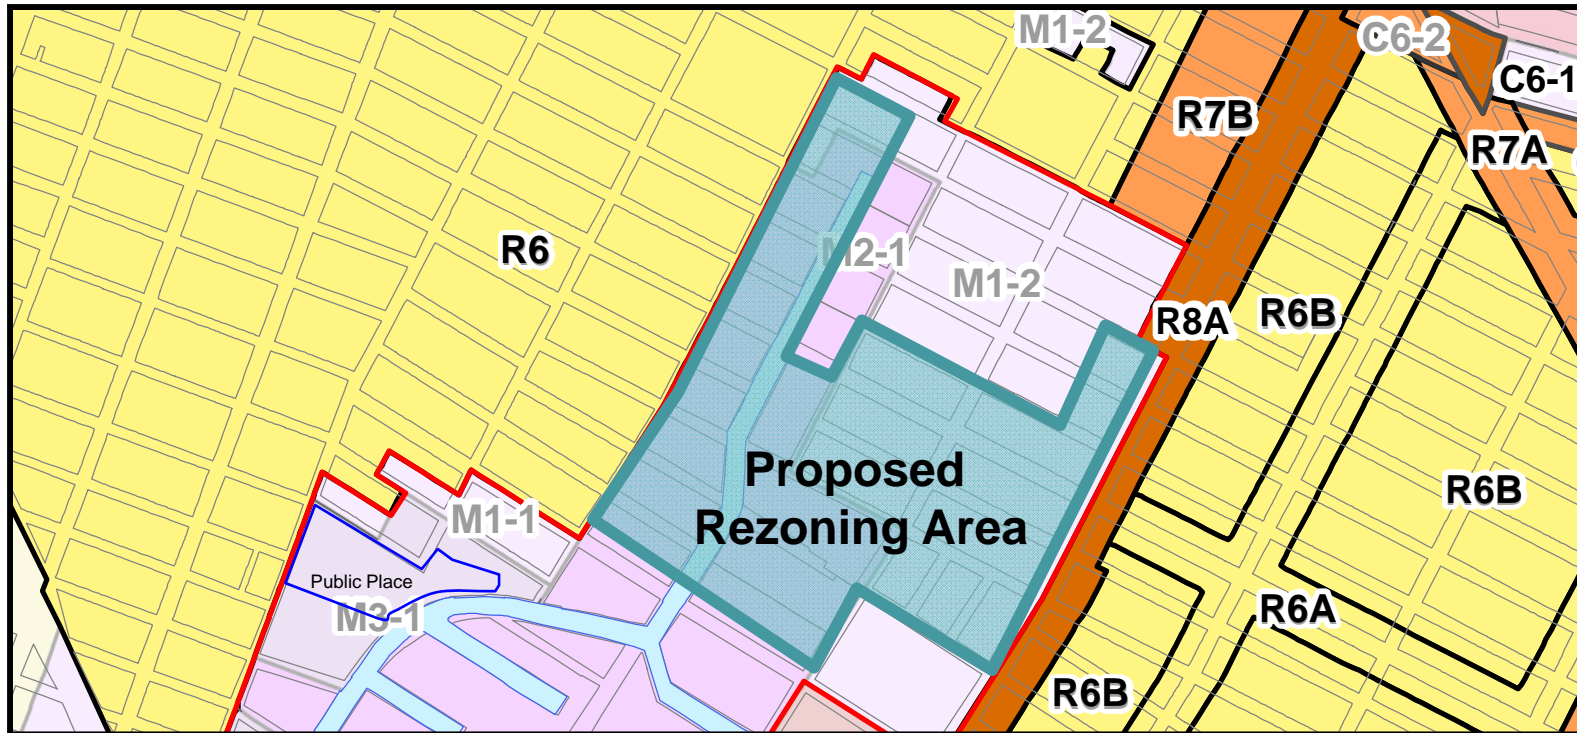 M1-2
C6-2
C6-1
R7B
R7A
R6
M2-1
M1-2
R8A
R6B
Proposed
Rezoning Area
R6B
M1-1
Public Place
M3-1
R6A
R6B